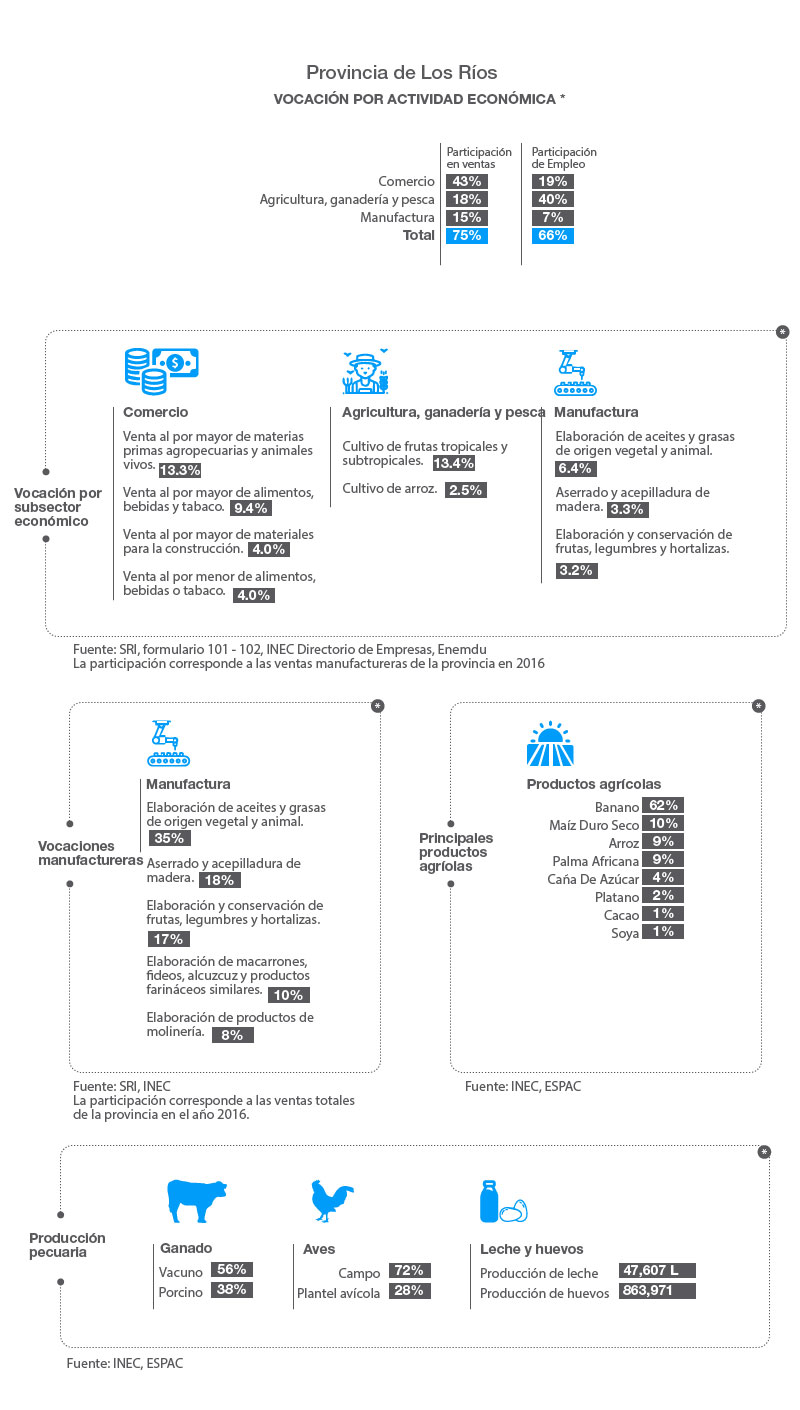 Provincia de Los Ríos
VOCACIÓN POR ACTIVIDAD ECONÓMICA *
Participación en ventas
Participación de Empleo
Comercio 43% 19%
Agricultura, ganadería y pesca 18% 40%
Manufactura 15% 7%
Total 75% 66%
*
Vocación por
subsector
económico
Comercio
Venta al por mayor de materias
primas agropecuarias y animales
vivos. 13.3%
Venta al por mayor de alimentos,
bebidas y tabaco. 9.4%
Venta al por mayor de materiales
para la construcción. 4.0%
Venta al por menor de alimentos,
bebidas o tabaco. 4.0%
Agricultura, ganadería y pesca
Cultivo de frutas tropicales y
subtropicales. 13.4%
Cultivo de arroz. 2.5%
Manufactura
Elaboración de aceites y grasas
de origen vegetal y animal.
6.4%
Aserrado y acepilladura de
madera. 3.3%
Elaboración y conservación de
frutas, legumbres y hortalizas.
3.2%
Fuente: SRI, formulario 101 - 102, INEC Directorio de Empresas, Enemdu
La participación corresponde a las ventas manufactureras de la provincia en 2016
*
Vocaciones
manufactureras
Manufactura
Elaboración de aceites y grasas
de origen vegetal y animal.
35%
Aserrado y acepilladura de
madera. 18%
Elaboración y conservación de
frutas, legumbres y hortalizas.
17%
Elaboración de macarrones,
fideos, alcuzcuz y productos
farináceos similares. 10%
Elaboración de productos de
molinería. 8%
Fuente: SRI, INEC
La participación corresponde a las ventas totales
de la provincia en el año 2016.
*
Principales
productos
agríolas
Productos agrícolas
Banano 62%
Maíz Duro Seco 10%
Arroz 9%
Palma Africana 9%
Caña De Azúcar 4%
Platano 2%
Cacao 1%
Soya 1%
Fuente: INEC, ESPAC
*
Producción
pecuaria
Ganado
Vacuno 56%
Porcino 38%
Aves
Campo 72%
Plantel avícola 28%
Leche y huevos
Producción de leche 47,607 L
Producción de huevos 863,971
Fuente: INEC, ESPAC